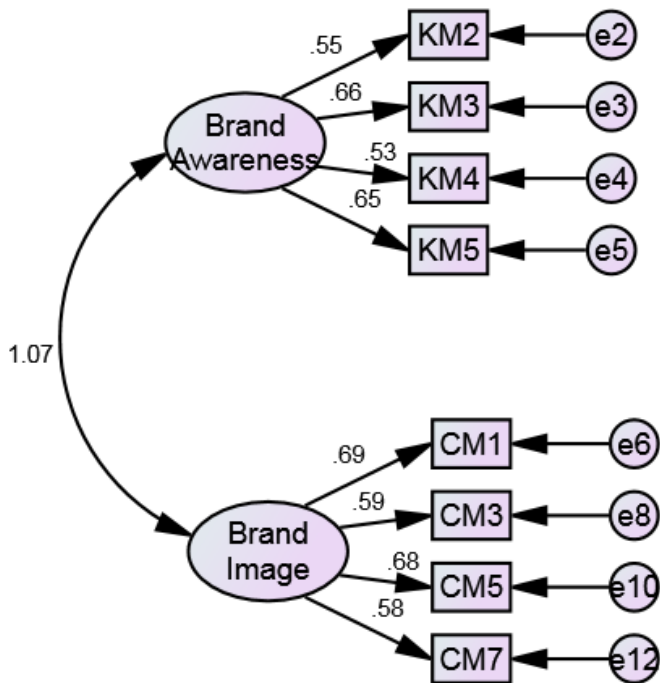 .55
KM2
e2
.66
KM3
e3
Brand
Awareness
.53
KM4
e4
.65
KM5
e5
1.07
.69
CM1
e6
.59
CM3
e8
Brand
Image
.68
CM5
e10
.58
CM7
e12